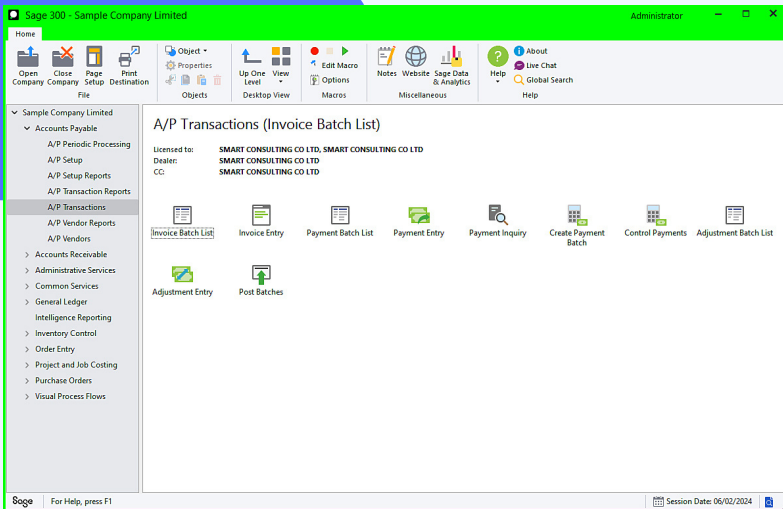 Sage 300 - Sample Company Limited
Administrator
Home
Open Company
Close Company
Page Setup
Print Destination
File
Object
Properties
Objects
Up One Level
View
Desktop View
Edit Macro
Options
Macros
Notes
Website
Sage Data & Analytics
Miscellaneous
Help
About
Live Chat
Global Search
Help
Sample Company Limited
Accounts Payable
A/P Periodic Processing
A/P Setup
A/P Setup Reports
A/P Transaction Reports
A/P Transactions
A/P Vendor Reports
A/P Vendors
Accounts Receivable
Administrative Services
Common Services
General Ledger
Intelligence Reporting
Inventory Control
Order Entry
Project and Job Costing
Purchase Orders
Visual Process Flows
A/P Transactions (Invoice Batch List)
Licensed to: SMART CONSULTING CO LTD, SMART CONSULTING CO LTD
Dealer: SMART CONSULTING CO LTD
CC: SMART CONSULTING CO LTD
Invoice Batch List
Invoice Entry
Payment Batch List
Payment Entry
Payment Inquiry
Create Payment Batch
Control Payments
Adjustment Batch List
Adjustment Entry
Post Batches
Sage
For Help, press F1
Session Date: 06/02/2024